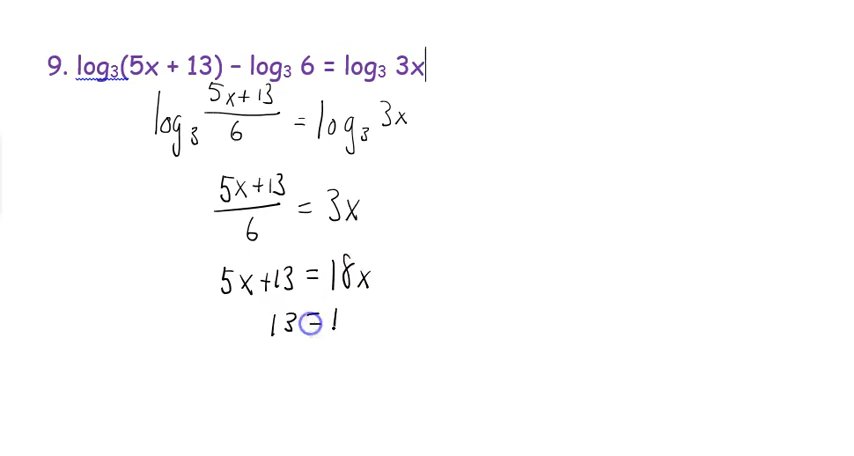 9. log₃(5x + 13) – log₃ 6 = log₃ 3x
log₃ (5x+13)/6 = log₃ 3x
(5x+13)/6 = 3x
5x+13 = 18x
13 = 1